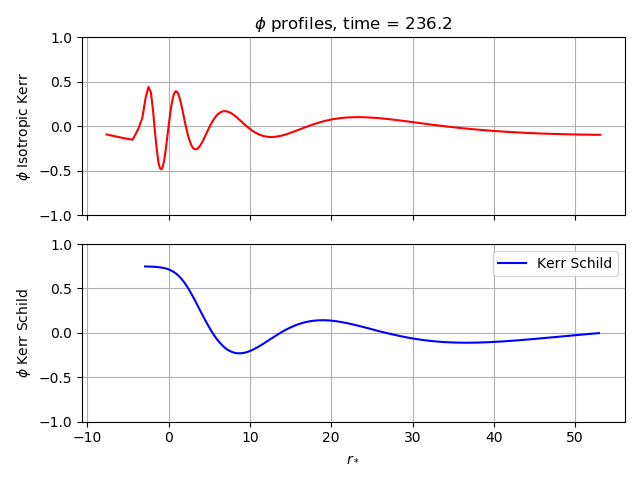 ϕ profiles, time = 236.2
1.0
0.5
0.0
−0.5
−1.0
ϕ Isotropic Kerr
1.0
0.5
0.0
−0.5
−1.0
ϕ Kerr Schild
Kerr Schild
−10 0 10 20 30 40 50
r*